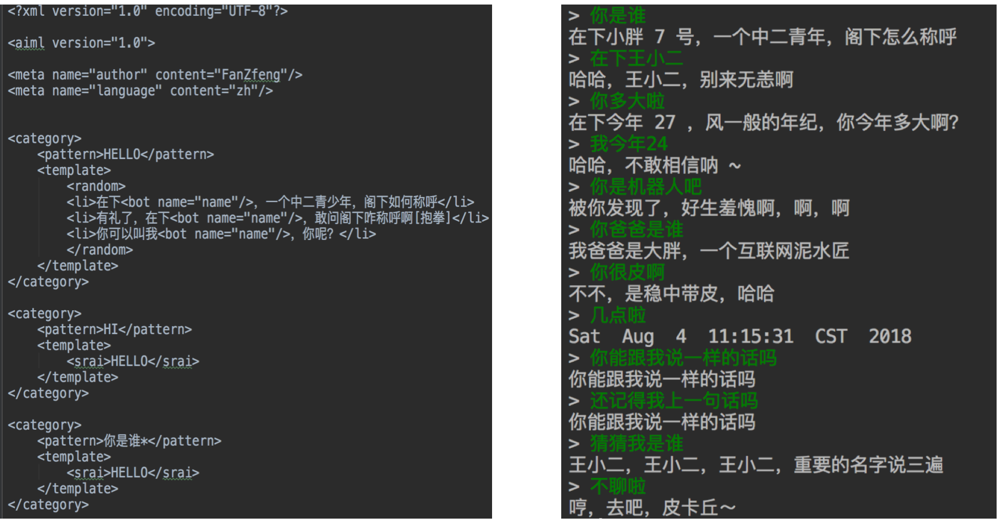 <?xml version="1.0" encoding="UTF-8"?>
<aiml version="1.0">
<meta name="author" content="FanZfeng"/>
<meta name="language" content="zh"/>
<category>
<pattern>HELLO</pattern>
<template>
<random>
<li>在下<bot name="name"/>，一个中二青少年，阁下如何称呼</li>
<li>有礼了，在下<bot name="name"/>，敢问阁下咋称呼啊[抱拳]</li>
<li>你可以叫我<bot name="name"/>，你呢？</li>
</random>
</template>
</category>
<category>
<pattern>HI</pattern>
<template>
<srai>HELLO</srai>
</template>
</category>
<category>
<pattern>你是谁*</pattern>
<template>
<srai>HELLO</srai>
</template>
</category>
> 你是谁
在下小胖 7 号，一个中二青年，阁下怎么称呼
> 在下王小二
哈哈，王小二，别来无恙啊
> 你多大啦
在下今年 27 ，风一般的年纪，你今年多大啊？
> 我今年24
哈哈，不敢相信呐 ~
> 你是机器人吧
被你发现了，好生羞愧啊，啊，啊
> 你爸爸是谁
我爸爸是大胖，一个互联网泥水匠
> 你很皮啊
不不，是稳中带皮，哈哈
> 几点啦
Sat Aug 4 11:15:31 CST 2018
> 你能跟我说一样的话吗
你能跟我说一样的话吗
> 还记得我上一句话吗
你能跟我说一样的话吗
> 猜猜我是谁
王小二，王小二，王小二，重要的名字说三遍
> 不聊啦
哼，去吧，皮卡丘～